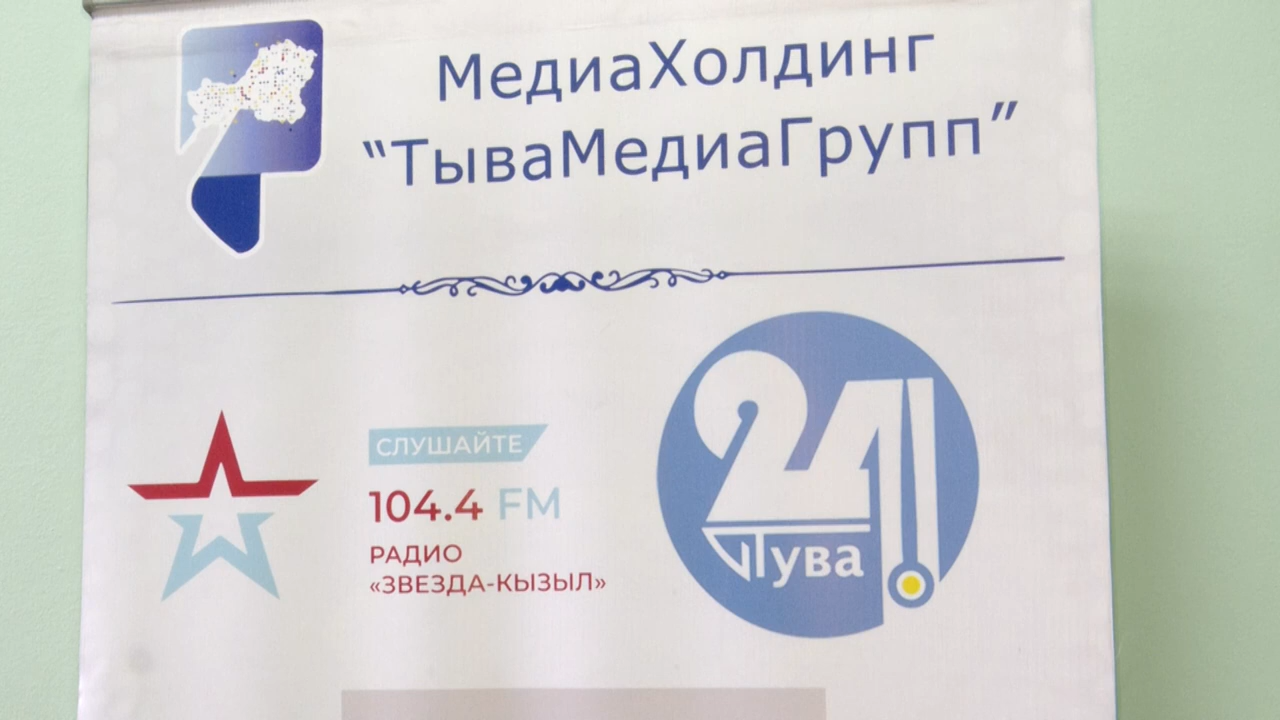 МедиаХолдинг
“ТываМедиаГрупп”
СЛУШАЙТЕ
104.4 FM
РАДИО
«ЗВЕЗДА-КЫЗЫЛ»
24
Тува